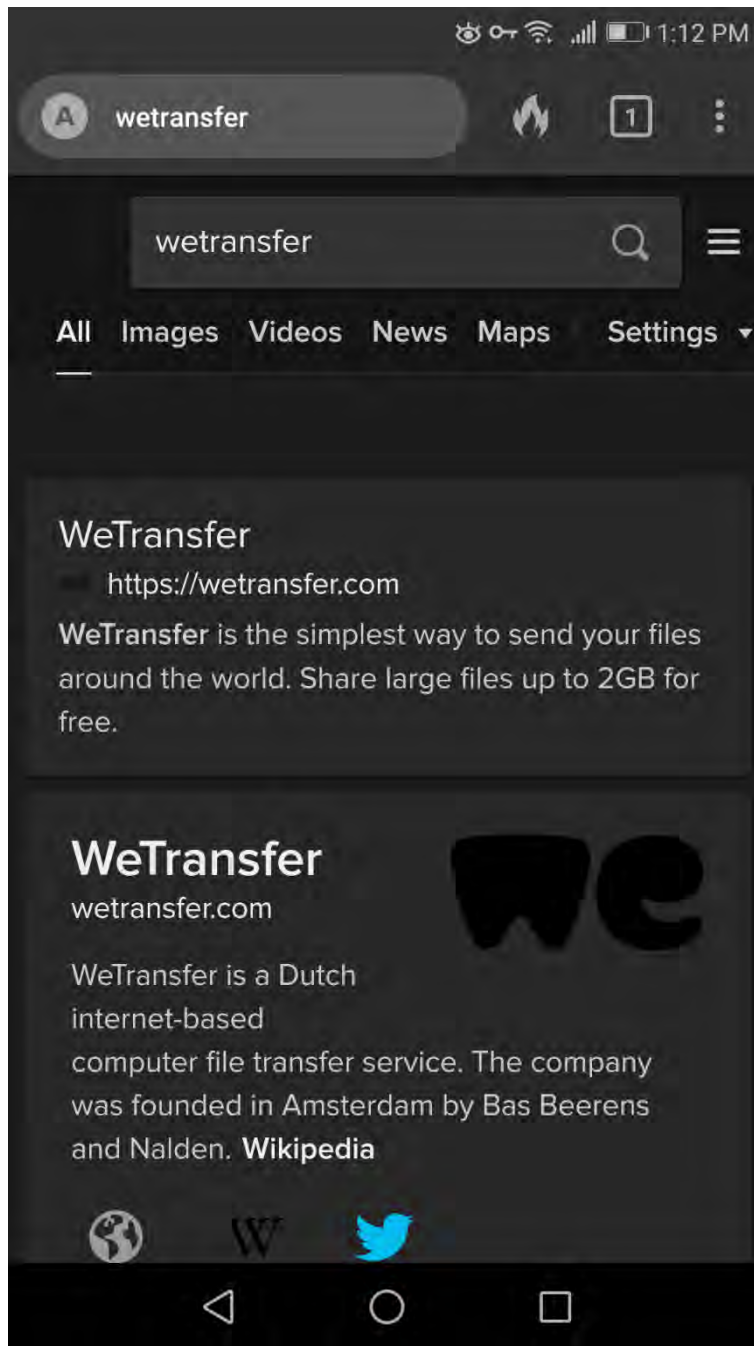 1:12 PM
A wetransfer 1
wetransfer
All Images Videos News Maps Settings
WeTransfer
https://wetransfer.com
WeTransfer is the simplest way to send your files
around the world. Share large files up to 2GB for
free.
WeTransfer
we
wetransfer.com
WeTransfer is a Dutch
internet-based
computer file transfer service. The company
was founded in Amsterdam by Bas Beerens
and Nalden. Wikipedia
W